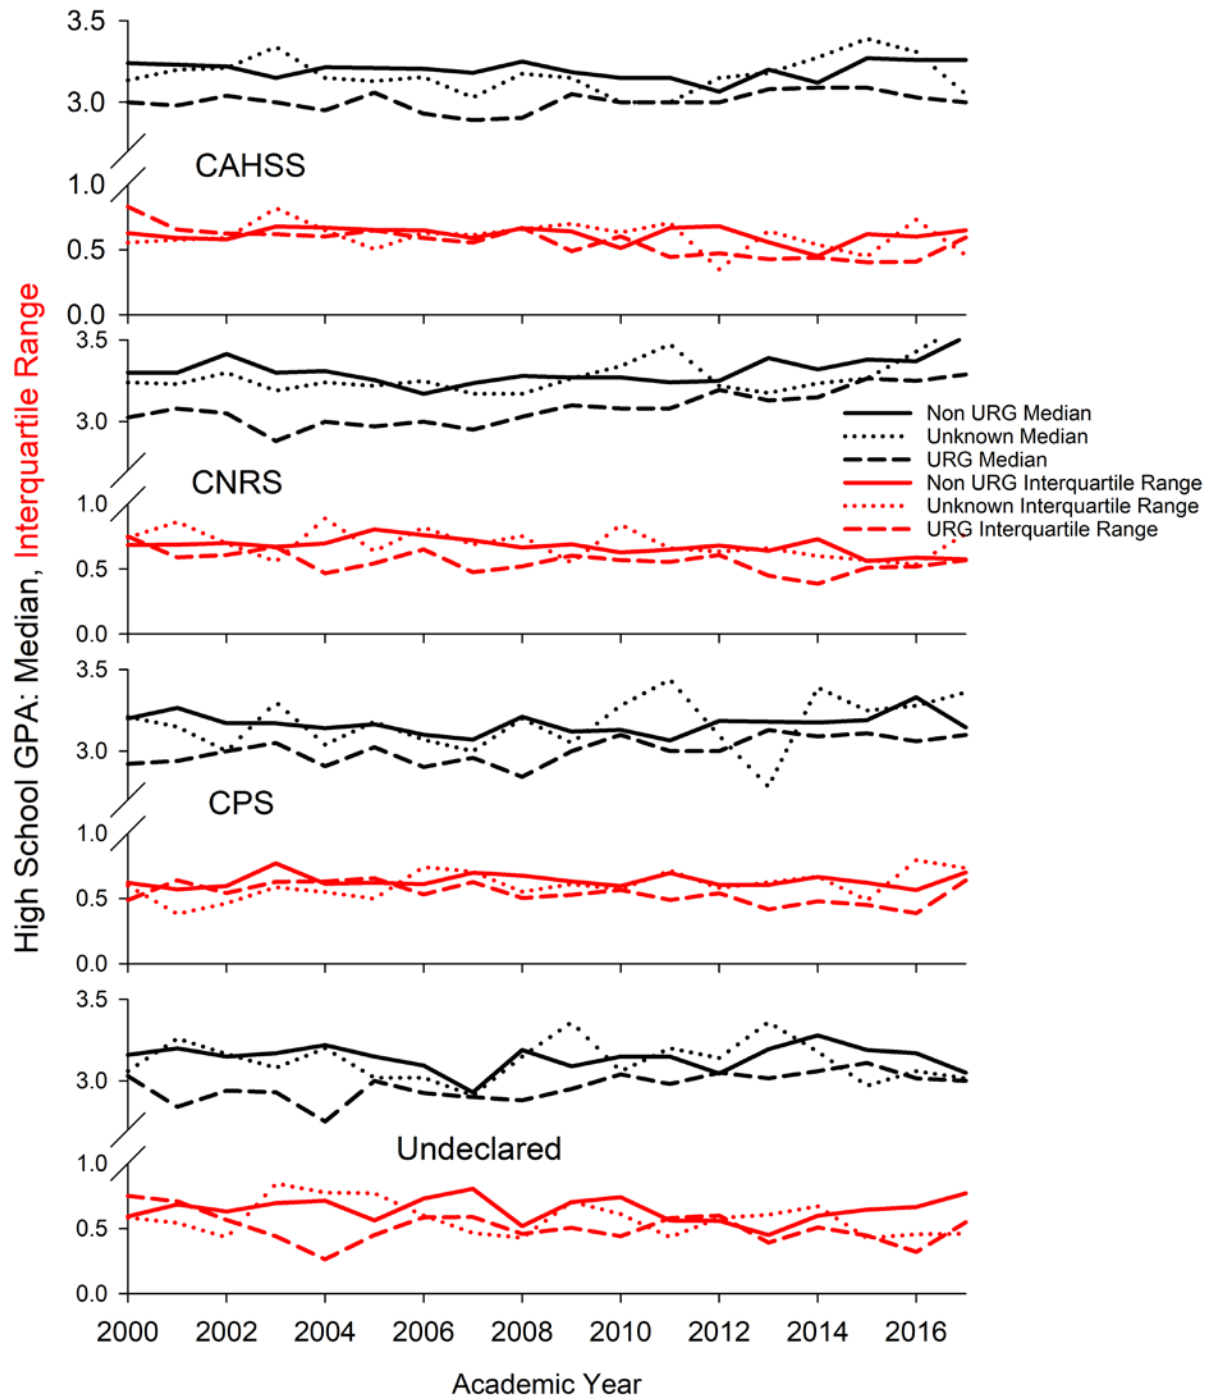 High School GPA: Median, Interquartile Range
3.5
3.0
CAHSS
1.0
0.5
0.0
3.5
3.0
CNRS
1.0
0.5
0.0
Non URG Median
Unknown Median
URG Median
Non URG Interquartile Range
Unknown Interquartile Range
URG Interquartile Range
3.5
3.0
CPS
1.0
0.5
0.0
3.5
3.0
Undeclared
1.0
0.5
0.0
2000 2002 2004 2006 2008 2010 2012 2014 2016
Academic Year